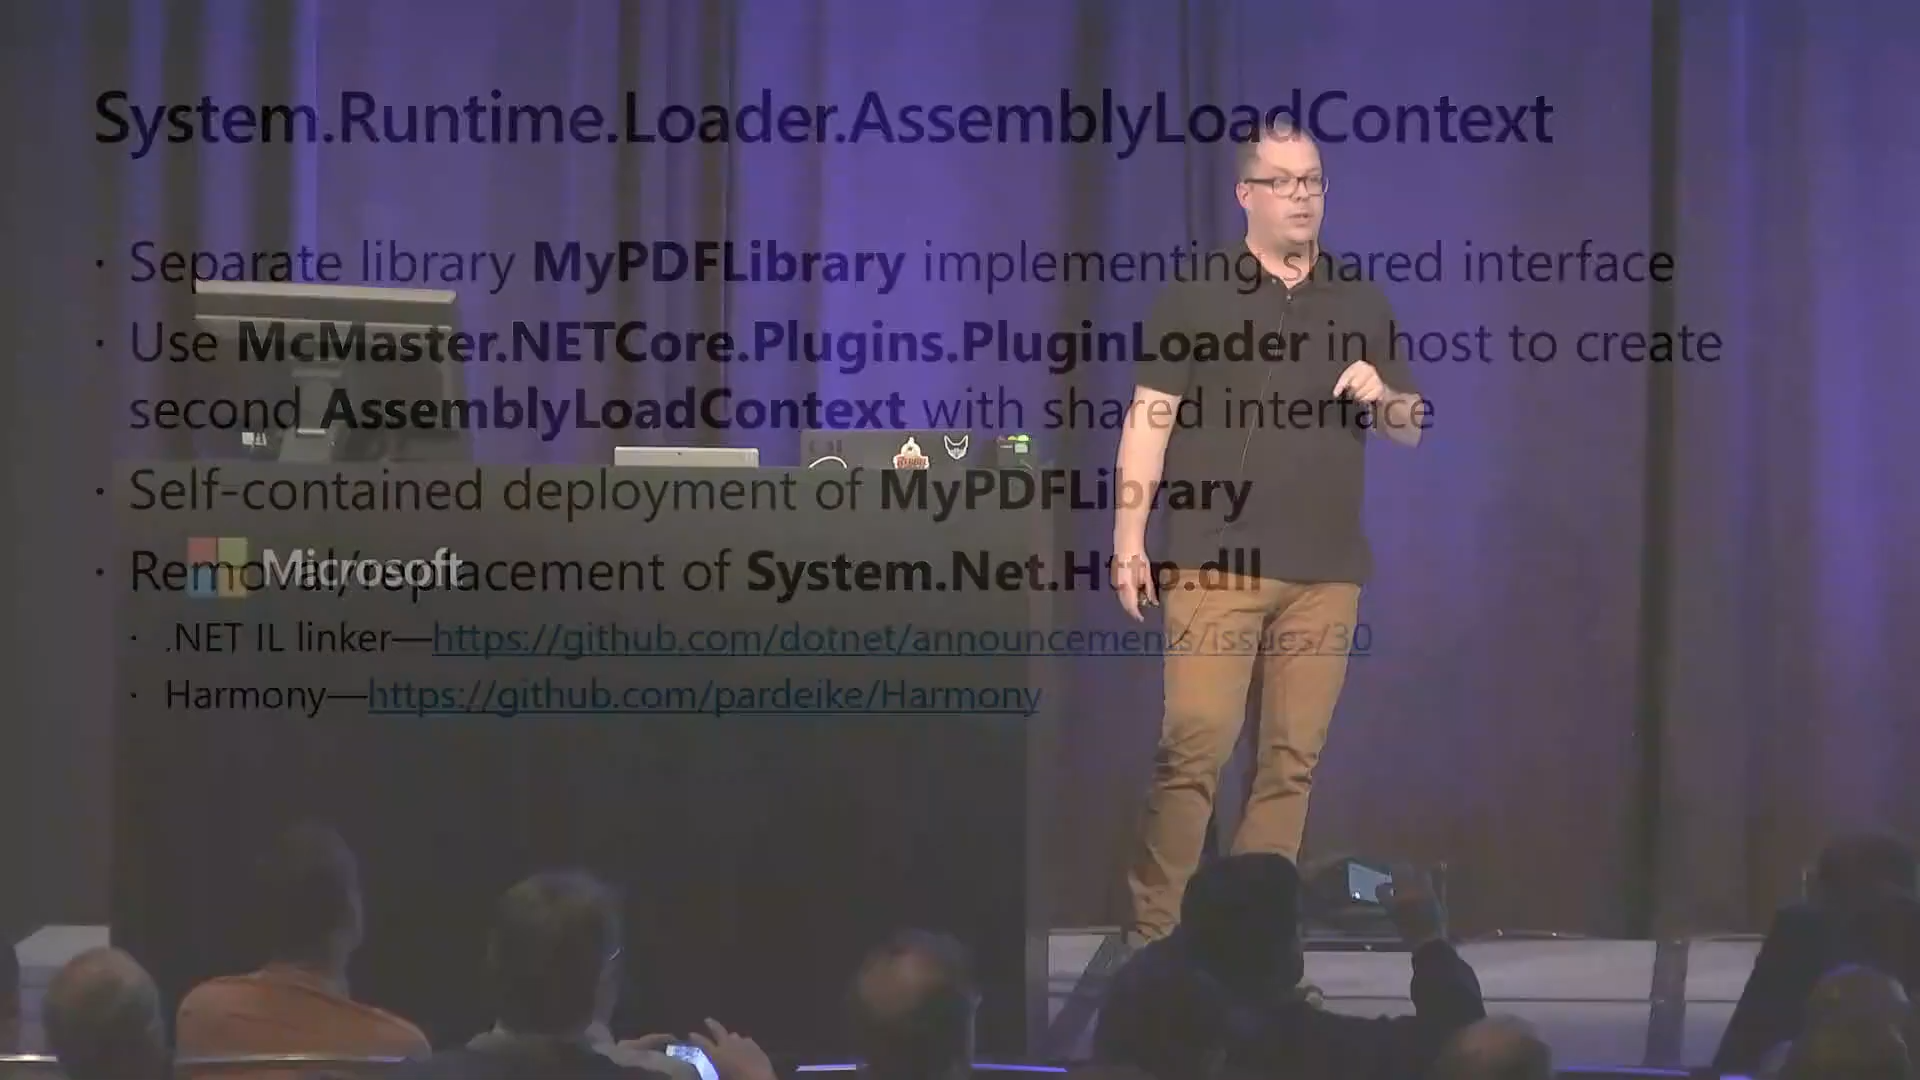 System.Runtime.Loader.AssemblyLoadContext
· Separate library MyPDFLibrary implementing shared interface
· Use McMaster.NETCore.Plugins.PluginLoader in host to create
second AssemblyLoadContext with shared interface
· Self-contained deployment of MyPDFLibrary
· Removal/replacement of System.Net.Http.dll
Microsoft
· .NET IL linker—https://github.com/dotnet/announcements/issues/30
· Harmony—https://github.com/pardeike/Harmony